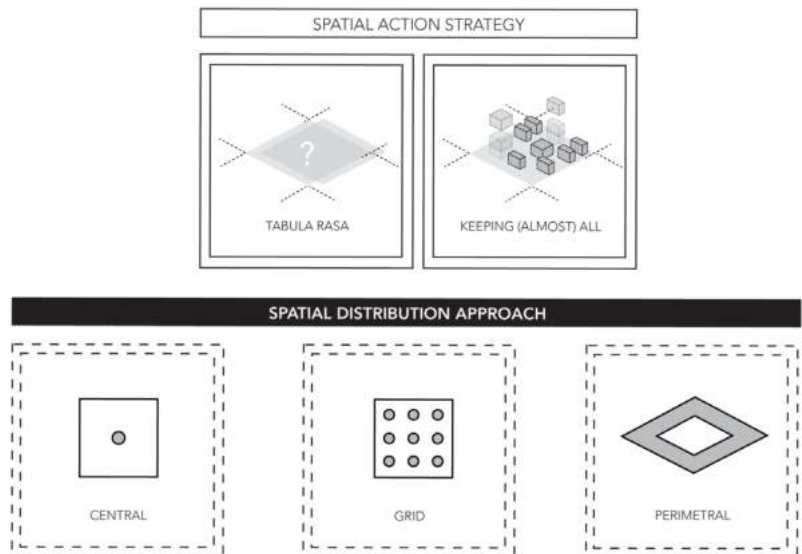 SPATIAL ACTION STRATEGY
?
TABULA RASA
KEEPING (ALMOST) ALL
SPATIAL DISTRIBUTION APPROACH
CENTRAL
GRID
PERIMETRAL